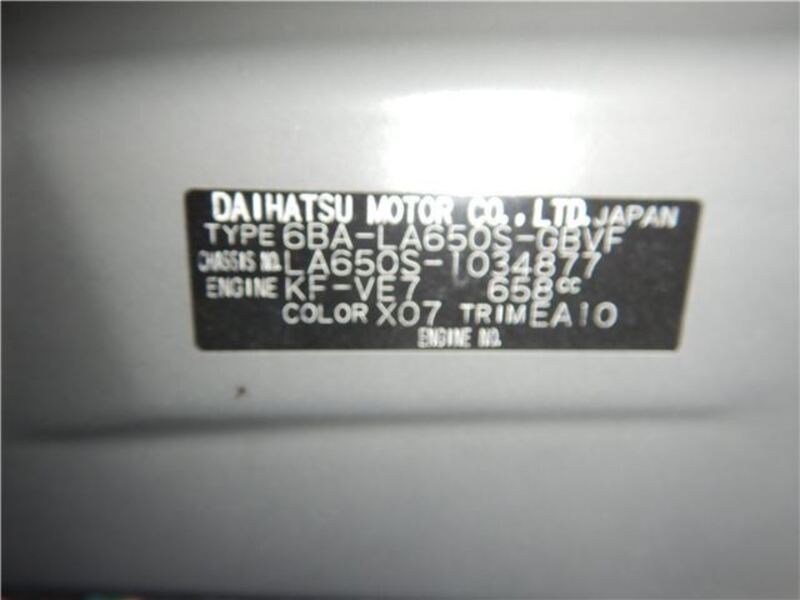 DAIHATSU MOTOR CO., LTD. JAPAN
TYPE 6BA-LA650S-GBVF
CHASSIS NO. LA650S-1034877
ENGINE KF-VE7 658cc
COLOR X07 TRIM EA10
ENGINE NO.